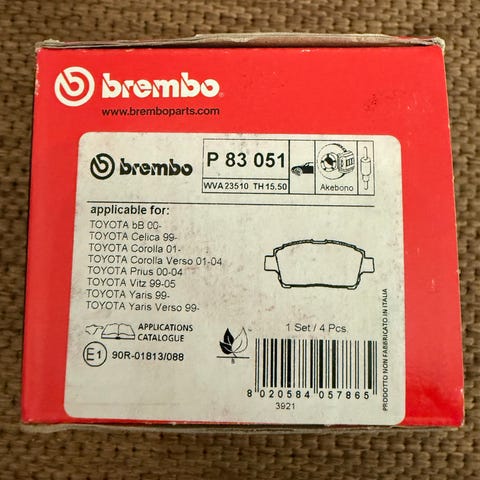 brembo
www.bremboparts.com
brembo
P 83 051
WVA 23510 TH 15.50
Akebono
applicable for:
TOYOTA bB 00-
TOYOTA Celica 99-
TOYOTA Corolla 01-
TOYOTA Corolla Verso 01-04
TOYOTA Prius 00-04
TOYOTA Vitz 99-05
TOYOTA Yaris 99-
TOYOTA Yaris Verso 99-
APPLICATIONS
CATALOGUE
E1 90R-01813/088
B
1 Set / 4 Pcs.
8 020584 057865
3921
PRODOTTO NON FABBRICATO IN ITALIA